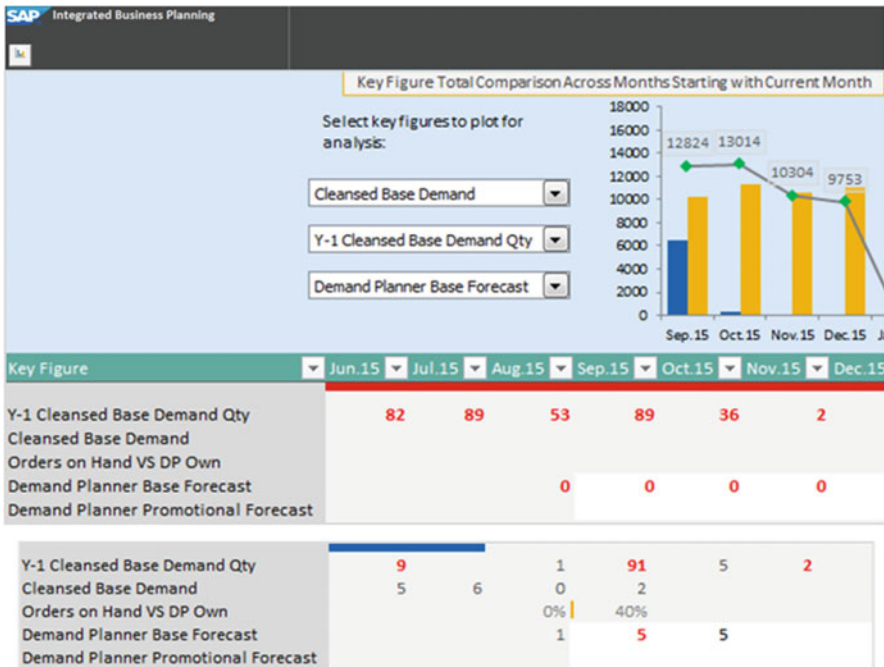 SAP Integrated Business Planning
Key Figure Total Comparison Across Months Starting with Current Month
Select key figures to plot for
analysis:
Cleansed Base Demand
Y-1 Cleansed Base Demand Qty
Demand Planner Base Forecast
18000
16000
14000
12000
10000
8000
6000
4000
2000
0
12824 13014
10304 9753
Sep.15 Oct.15 Nov.15 Dec.15
Key Figure Jun.15 Jul.15 Aug.15 Sep.15 Oct.15 Nov.15 Dec.15
Y-1 Cleansed Base Demand Qty 82 89 53 89 36 2
Cleansed Base Demand
Orders on Hand VS DP Own
Demand Planner Base Forecast 0 0 0 0
Demand Planner Promotional Forecast
Y-1 Cleansed Base Demand Qty 9 1 91 5 2
Cleansed Base Demand 5 6 0 2
Orders on Hand VS DP Own 0% 40%
Demand Planner Base Forecast 1 5 5
Demand Planner Promotional Forecast